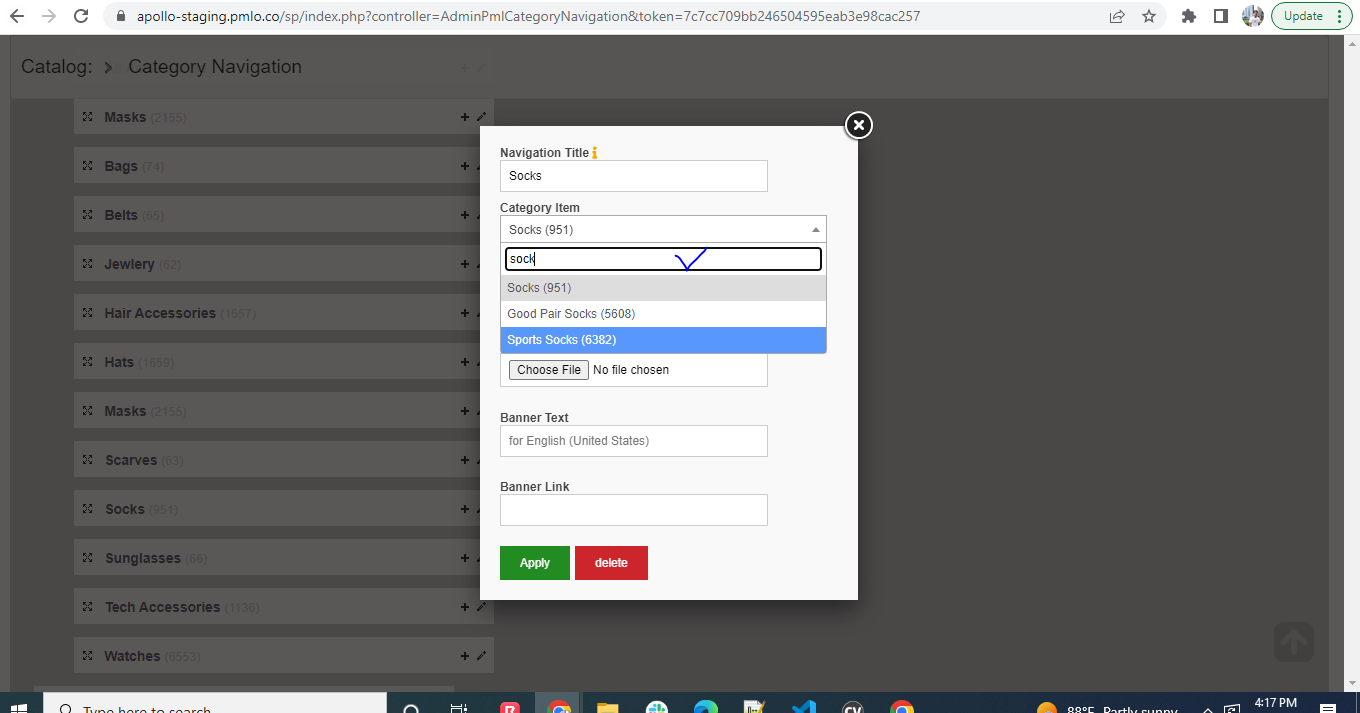 apollo-staging.pmlo.co/sp/index.php?controller=AdminPmlCategoryNavigation&token=7c7cc709bb246504595eab3e98cac257
Update
Catalog: > Category Navigation
Masks (2155)
Bags (74)
Belts (65)
Jewlery (62)
Hair Accessories (1657)
Hats (1659)
Masks (2155)
Scarves (63)
Socks (951)
Sunglasses (66)
Tech Accessories (1136)
Watches (6553)
Navigation Title
Socks
Category Item
Socks (951)
sock
Socks (951)
Good Pair Socks (5608)
Sports Socks (6382)
Choose File No file chosen
Banner Text
for English (United States)
Banner Link
Apply delete
Type here to search
CV
88°F Partly sunny
4:17 PM